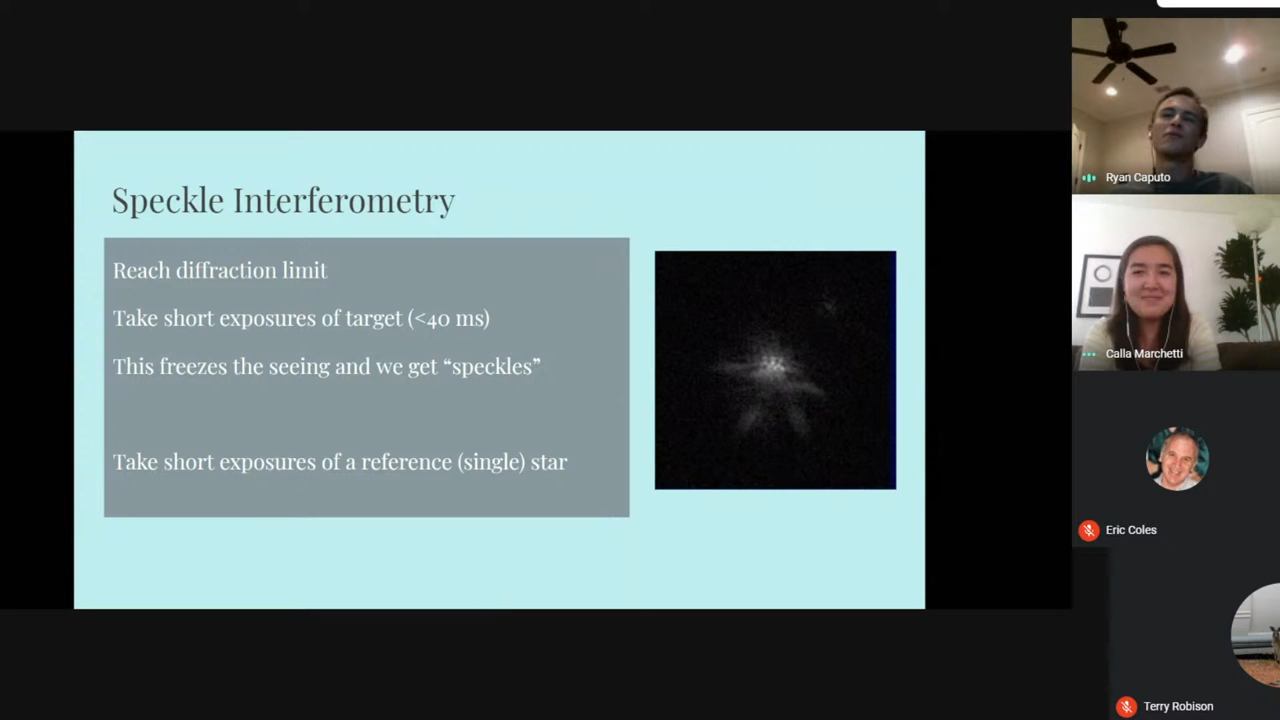 Speckle Interferometry
Reach diffraction limit
Take short exposures of target (<40 ms)
This freezes the seeing and we get “speckles”
Take short exposures of a reference (single) star
Ryan Caputo
Calla Marchetti
Eric Coles
Terry Robison